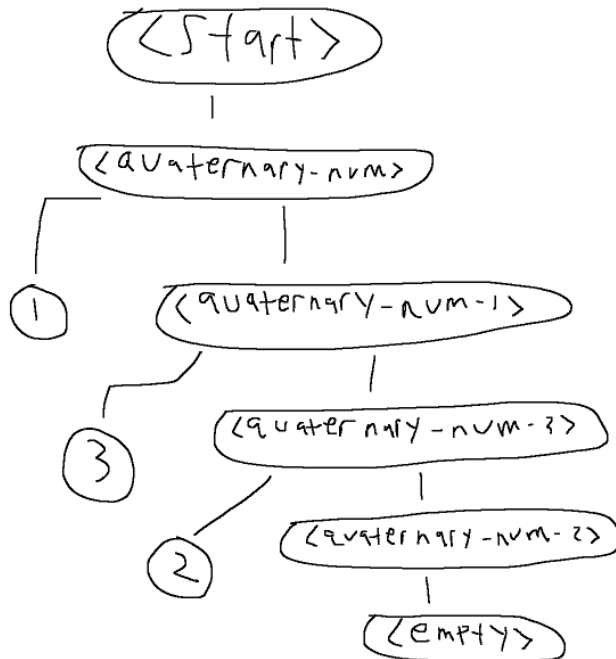 <Start>
<quaternary-num>
1
<quaternary-num-1>
3
<quaternary-num-3>
2
<quaternary-num-2>
<empty>